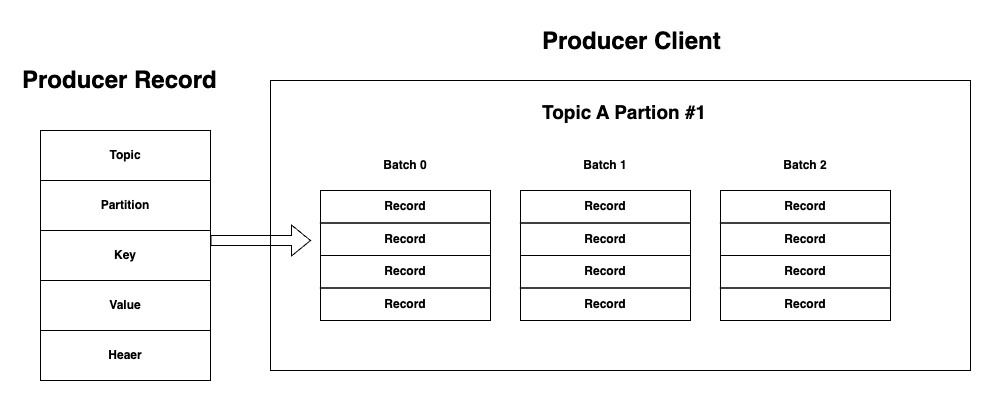 Producer Client
Producer Record
Topic
Partition
Key
Value
Heaer
Topic A Partion #1
Batch 0
Record
Record
Record
Record
Batch 1
Record
Record
Record
Record
Batch 2
Record
Record
Record
Record